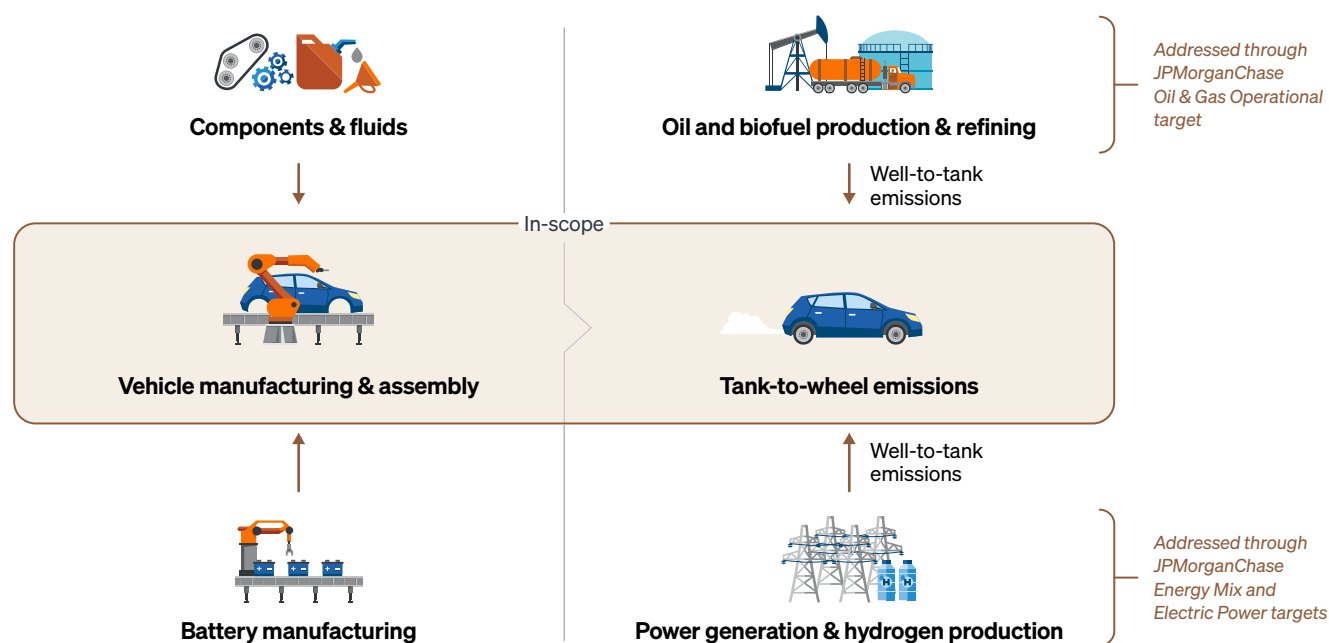 Components & fluids
Oil and biofuel production & refining
Addressed through
JPMorganChase
Oil & Gas Operational
target
Well-to-tank
emissions
In-scope
Vehicle manufacturing & assembly
Tank-to-wheel emissions
Well-to-tank
emissions
H
H
Battery manufacturing
Power generation & hydrogen production
Addressed through
JPMorganChase
Energy Mix and
Electric Power targets